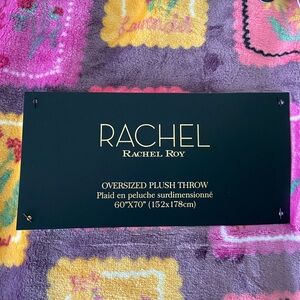 RACHEL
RACHEL ROY
OVERSIZED PLUSH THROW
Plaid en peluche surdimensionné
60"X70" (152x178cm)